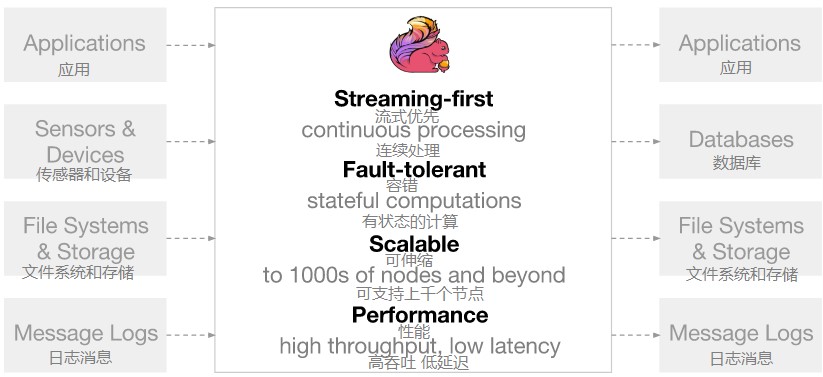 Applications
应用
Sensors &
Devices
传感器和设备
File Systems
& Storage
文件系统和存储
Message Logs
日志消息
Streaming-first
流式优先
continuous processing
连续处理
Fault-tolerant
容错
stateful computations
有状态的计算
Scalable
可伸缩
to 1000s of nodes and beyond
可支持上千个节点
Performance
性能
high throughput, low latency
高吞吐 低延迟
Applications
应用
Databases
数据库
File Systems
& Storage
文件系统和存储
Message Logs
日志消息